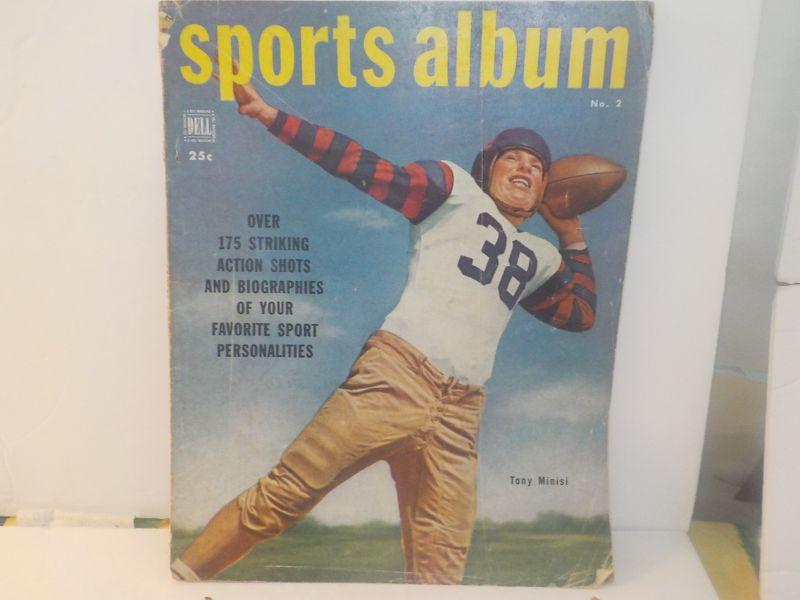 sports album
No. 2
DELL
25c
OVER
175 STRIKING
ACTION SHOTS
AND BIOGRAPHIES
OF YOUR
FAVORITE SPORT
PERSONALITIES
38
Tony Minisi